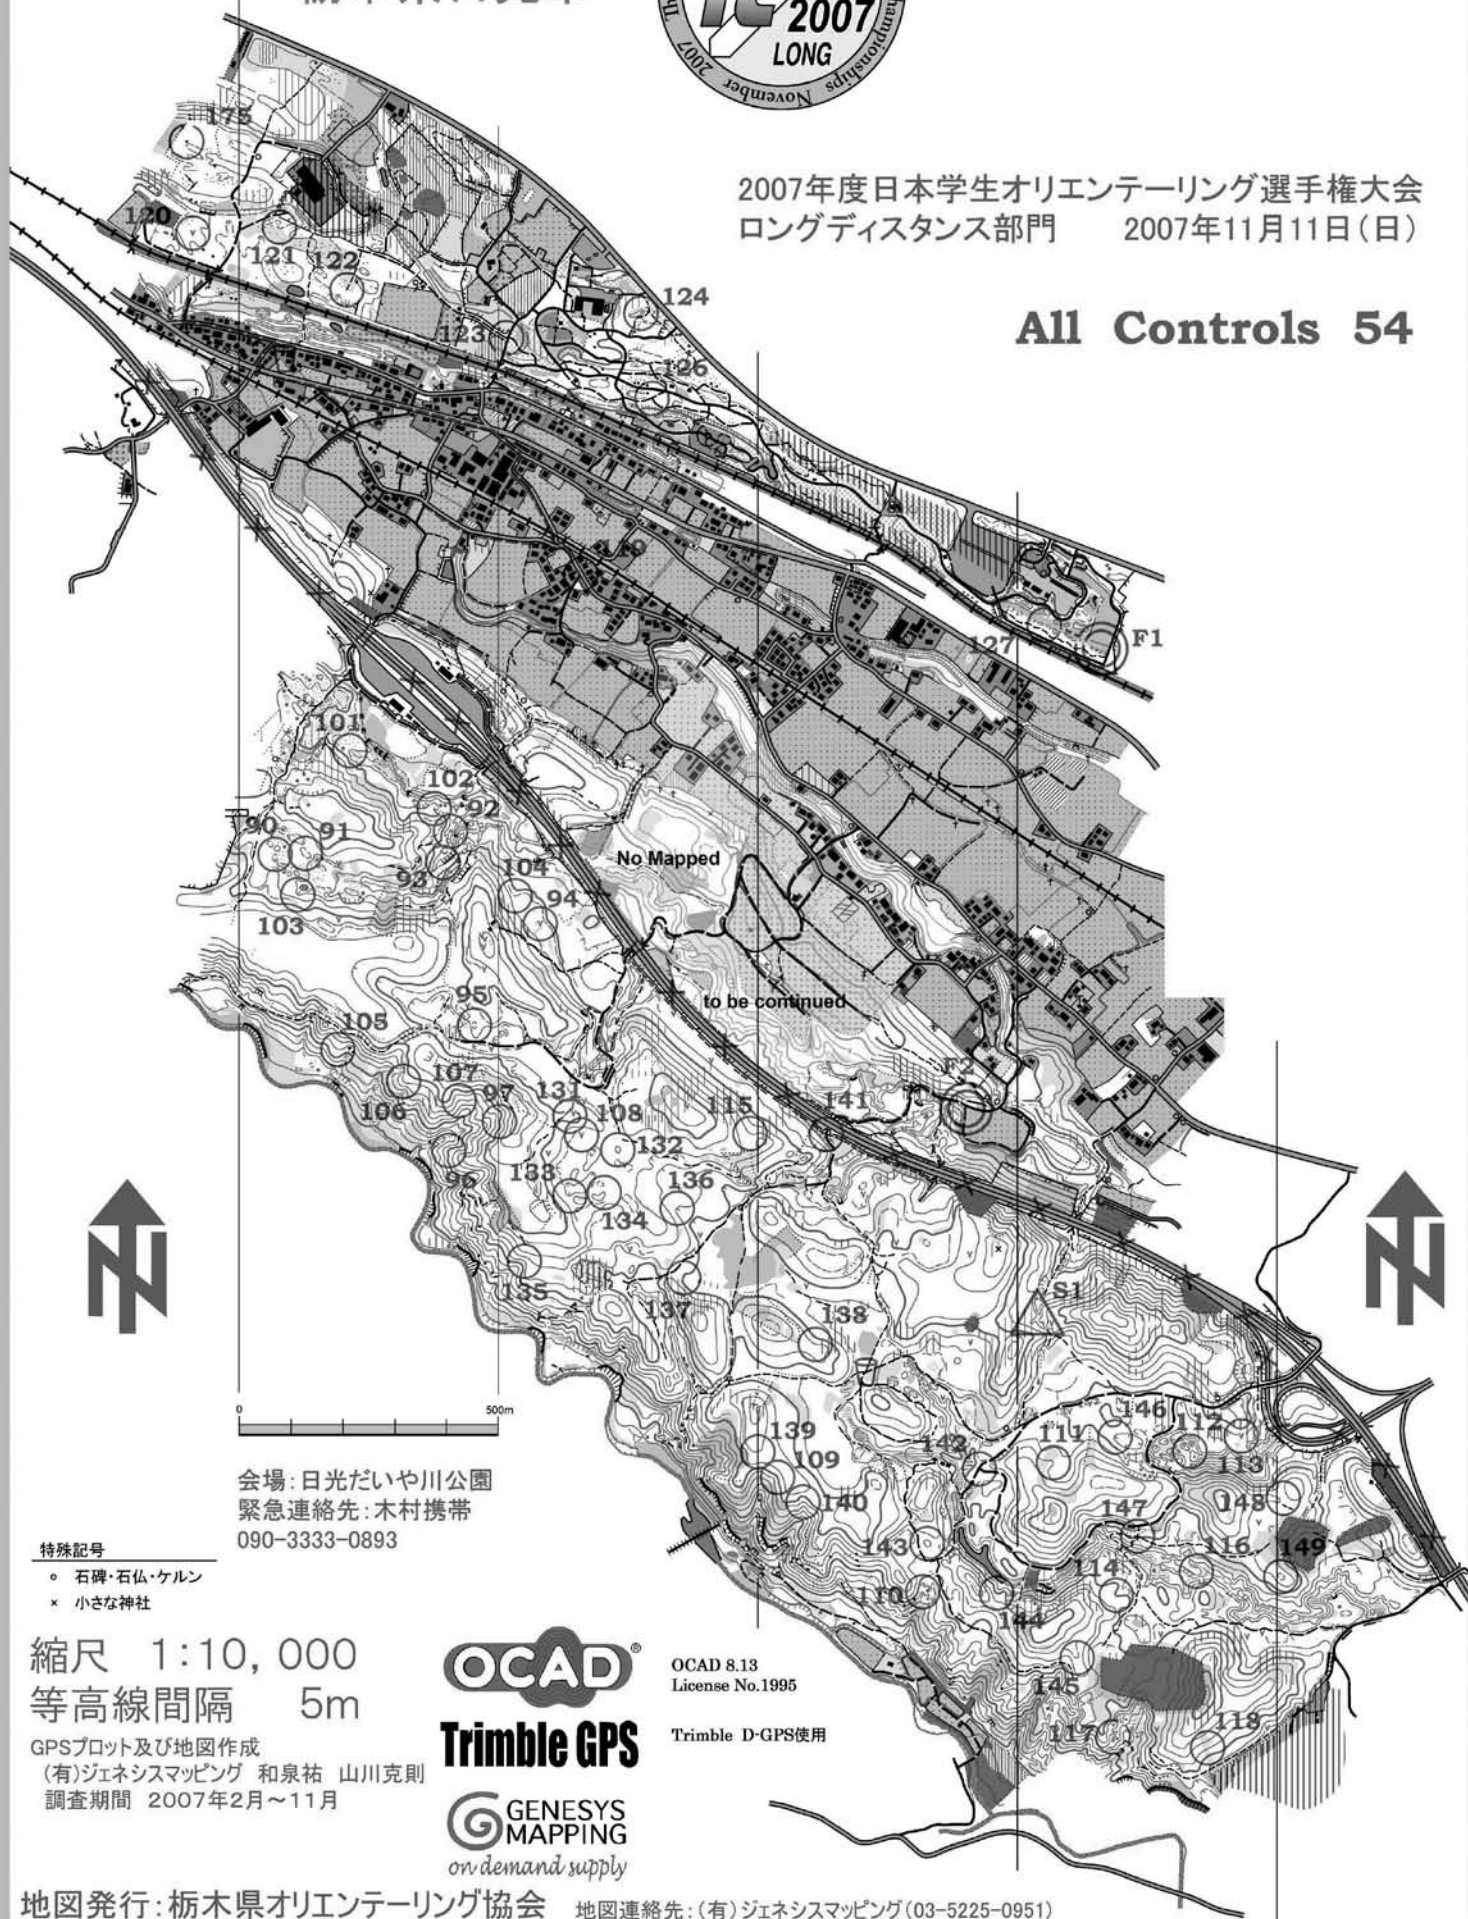 2007
LONG
Championships November 2007 Th
2007年度日本学生オリエンテーリング選手権大会
ロングディスタンス部門 2007年11月11日(日)
All Controls 54
175
120
121
122
123
124
126
127
F1
101
102
92
90
91
93
103
104
94
No Mapped
to be continued
95
105
106
107
97
131
108
132
115
141
F2
96
133
134
136
135
137
138
S1
0
500m
139
109
140
142
111
146
112
113
147
148
143
110
144
114
116
149
145
117
118
会場:日光だいや川公園
緊急連絡先:木村携帯
090-3333-0893
特殊記号
石碑・石仏・ケルン
× 小さな神社
縮尺 1:10,000
等高線間隔 5m
GPSプロット及び地図作成
(有)ジェネシスマッピング 和泉祐 山川克則
調査期間 2007年2月~11月
OCAD®
Trimble GPS
OCAD 8.13
License No.1995
Trimble D-GPS使用
GENESYS
MAPPING
on demand supply
地図発行:栃木県オリエンテーリング協会 地図連絡先:(有)ジェネシスマッピング(03-5225-0951)